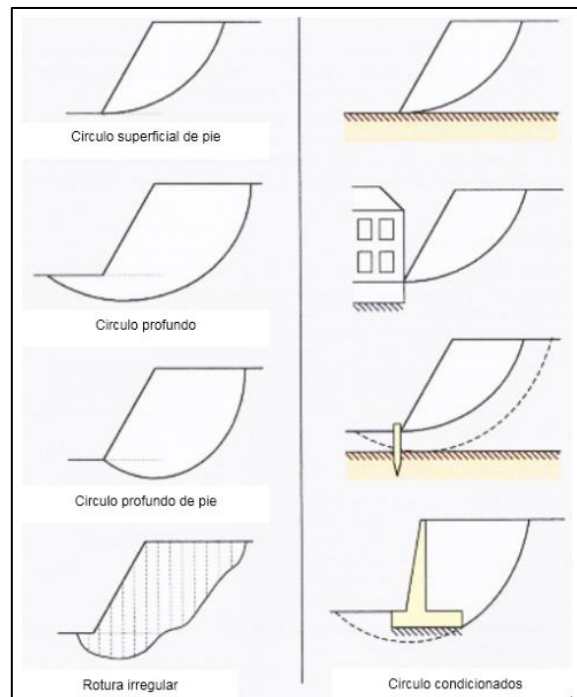 Circulo superficial de pie
Circulo profundo
Circulo profundo de pie
Rotura irregular
Circulo condicionados